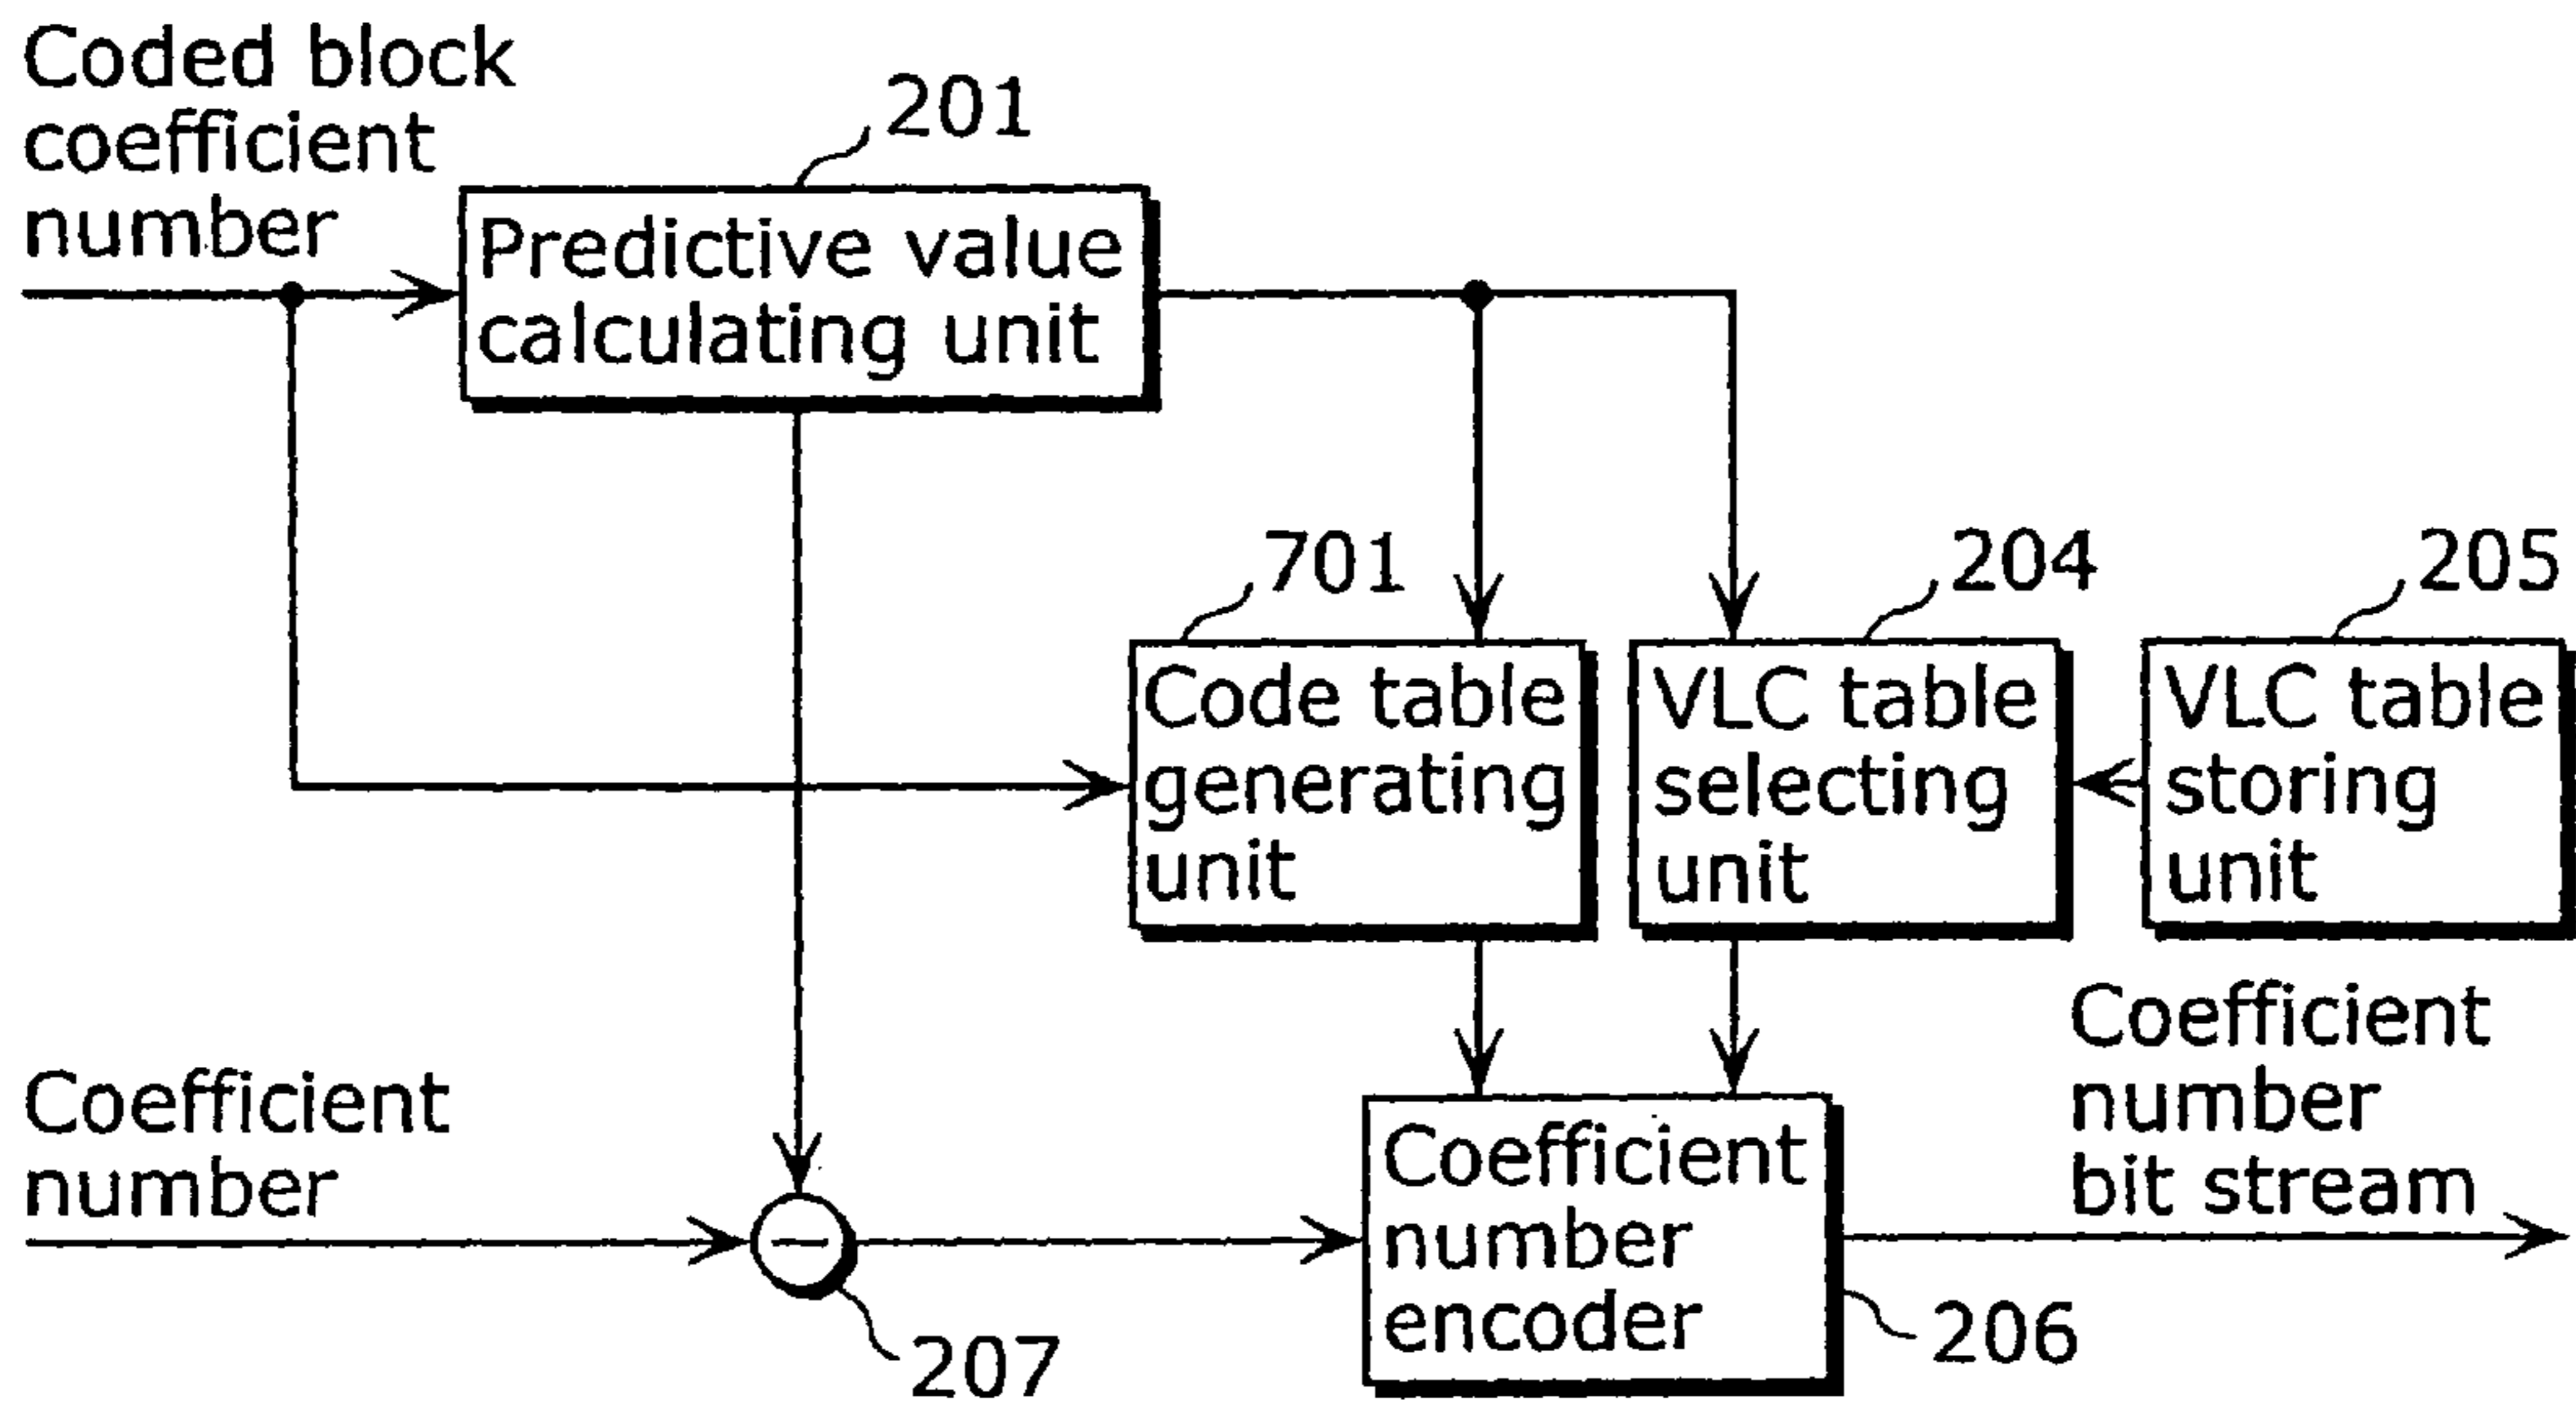 Coded block
coefficient
number
201
Predictive value
calculating unit
701
Code table
generating
unit
204
VLC table
selecting
unit
205
VLC table
storing
unit
Coefficient
number
207
Coefficient
number
encoder
206
Coefficient
number
bit stream